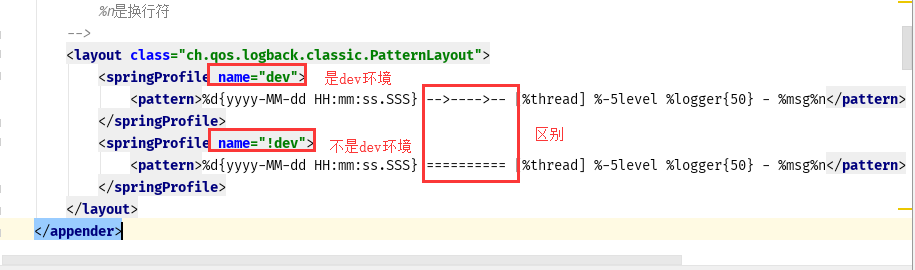 %n是换行符
-->
<layout class="ch.qos.logback.classic.PatternLayout">
<springProfile name="dev"> 是dev环境
<pattern>%d{yyyy-MM-dd HH:mm:ss.SSS} -->---->-- [%thread] %-5level %logger{50} - %msg%n</pattern>
</springProfile> 区别
<springProfile name="!dev"> 不是dev环境
<pattern>%d{yyyy-MM-dd HH:mm:ss.SSS} ========== [%thread] %-5level %logger{50} - %msg%n</pattern>
</springProfile>
</layout>
</appender>